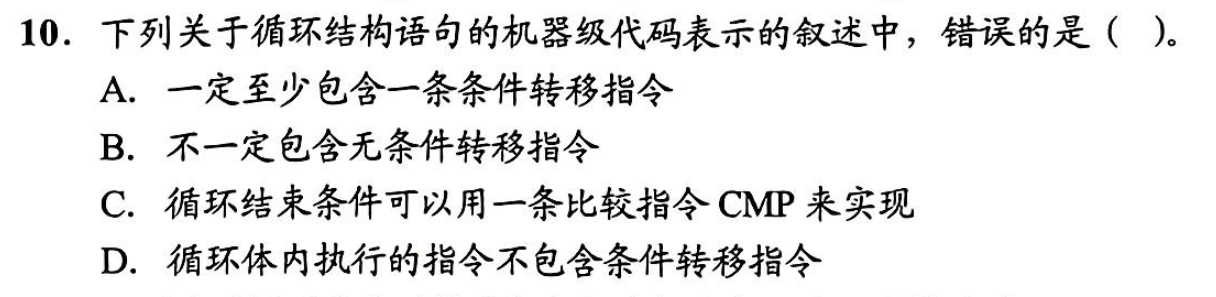 10. 下列关于循环结构语句的机器级代码表示的叙述中，错误的是（  ）。
A. 一定至少包含一条条件转移指令
B. 不一定包含无条件转移指令
C. 循环结束条件可以用一条比较指令 CMP 来实现
D. 循环体内执行的指令不包含条件转移指令